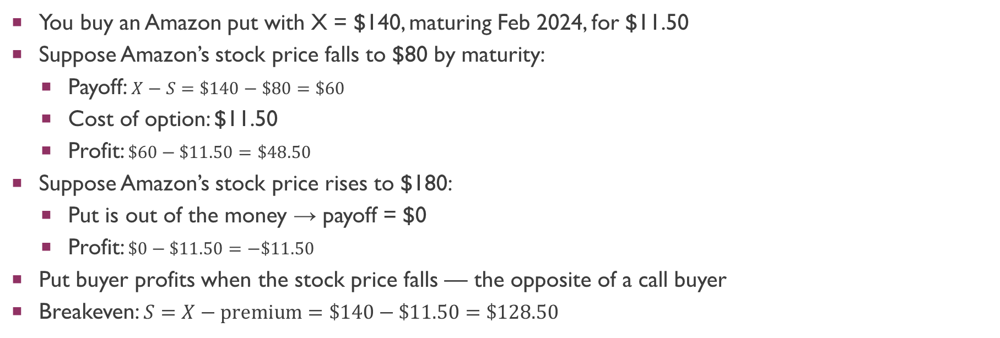 ▪ You buy an Amazon put with X = $140, maturing Feb 2024, for $11.50
▪ Suppose Amazon’s stock price falls to $80 by maturity:
▪ Payoff: X − S = $140 − $80 = $60
▪ Cost of option: $11.50
▪ Profit: $60 − $11.50 = $48.50
▪ Suppose Amazon’s stock price rises to $180:
▪ Put is out of the money → payoff = $0
▪ Profit: $0 − $11.50 = −$11.50
▪ Put buyer profits when the stock price falls — the opposite of a call buyer
▪ Breakeven: S = X − premium = $140 − $11.50 = $128.50